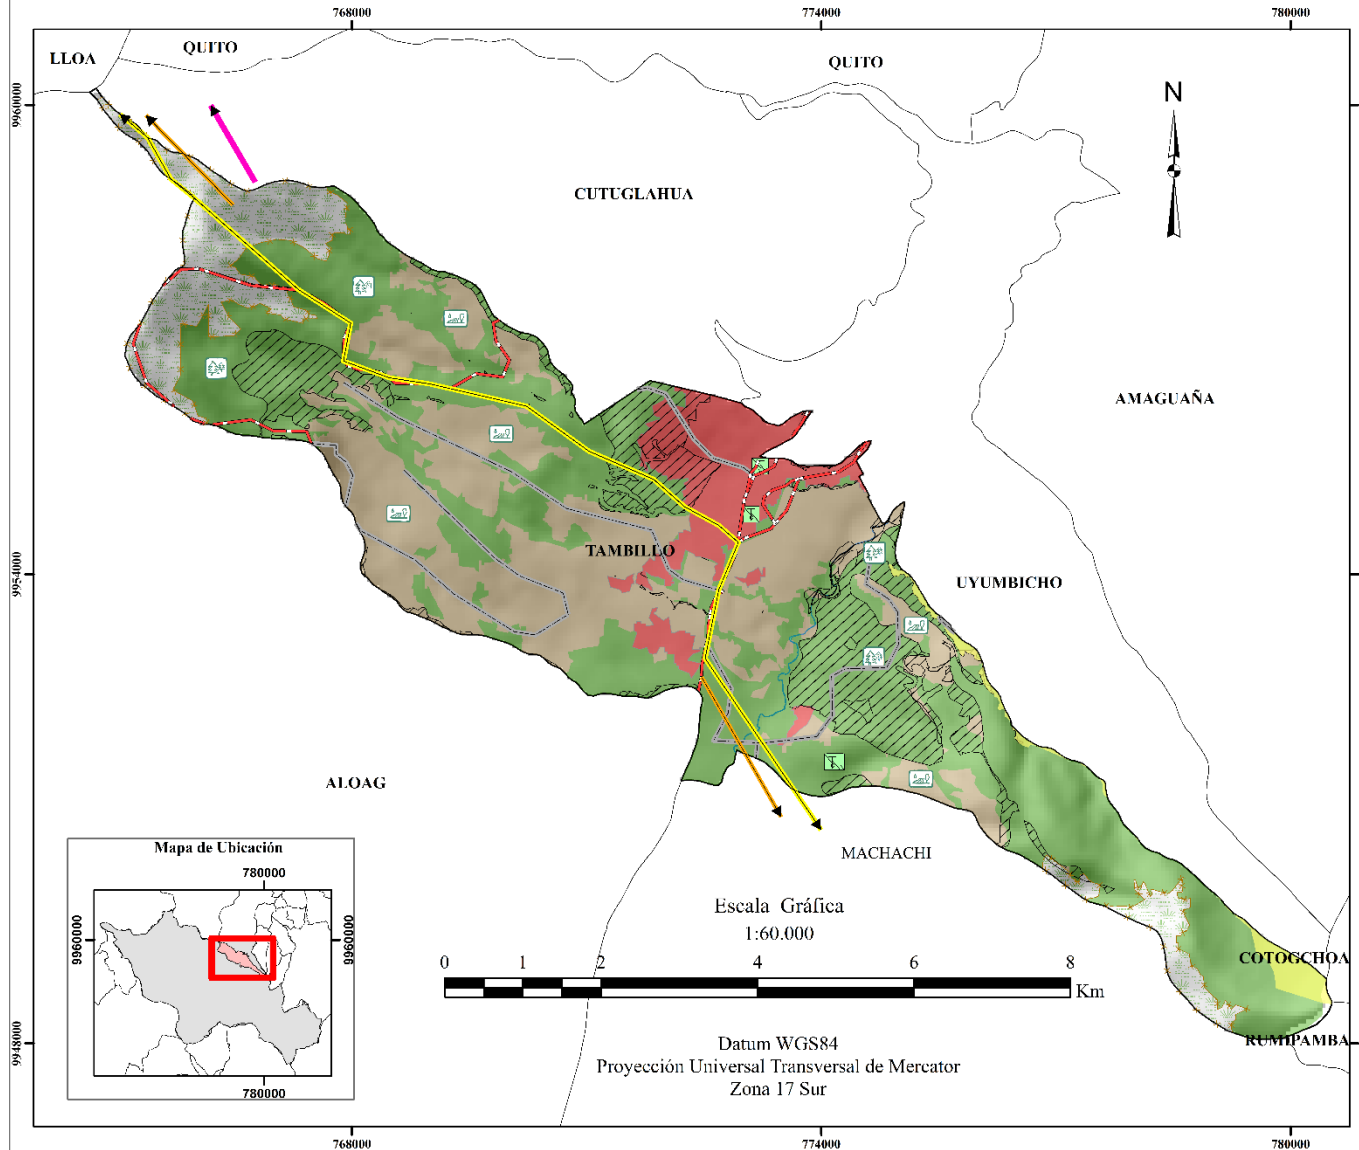 768000
774000
780000
LLOA
QUITO
QUITO
N
9960000
CUTUGLAHUA
AMAGUAÑA
TAMBILLO
9954000
UYUMBICHO
ALOAG
MACHACHI
Mapa de Ubicación
780000
9960000
9960000
780000
Escala Gráfica
1:60.000
0 1 2 4 6 8
Km
COTOGCHOA
9948000
RUMIPAMBA
Datum WGS84
Proyección Universal Transversal de Mercator
Zona 17 Sur
768000
774000
780000